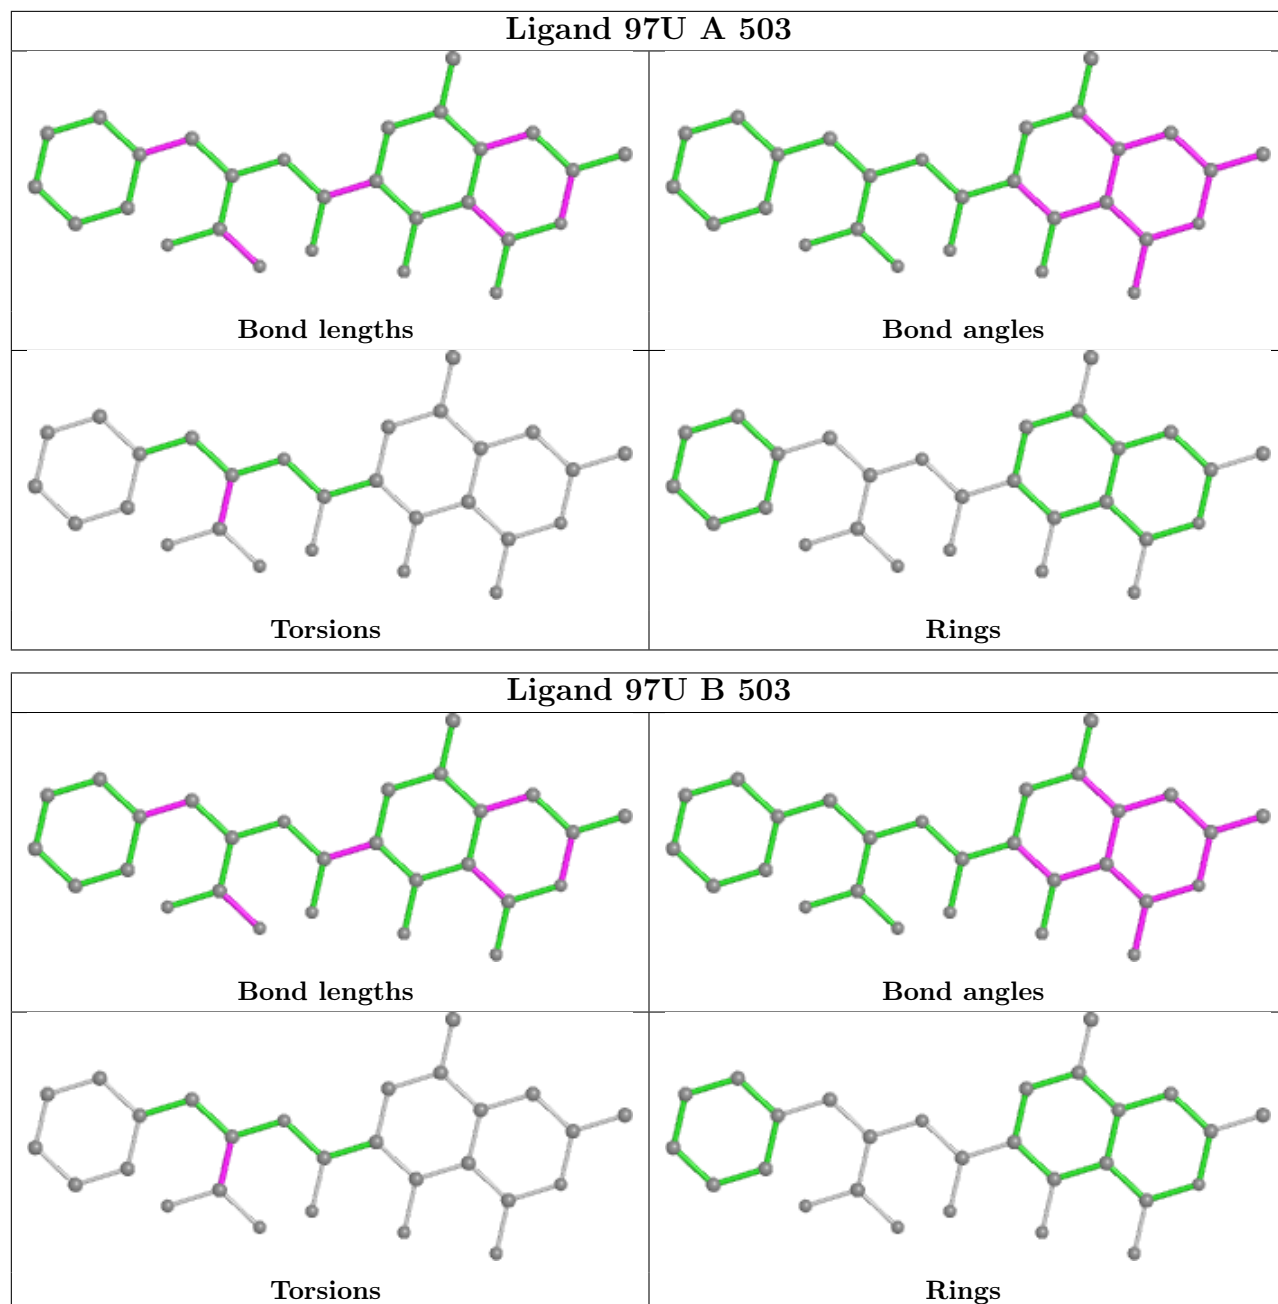 Ligand 97U A 503
Bond lengths
Bond angles
Torsions
Rings
Ligand 97U B 503
Bond lengths
Bond angles
Torsions
Rings